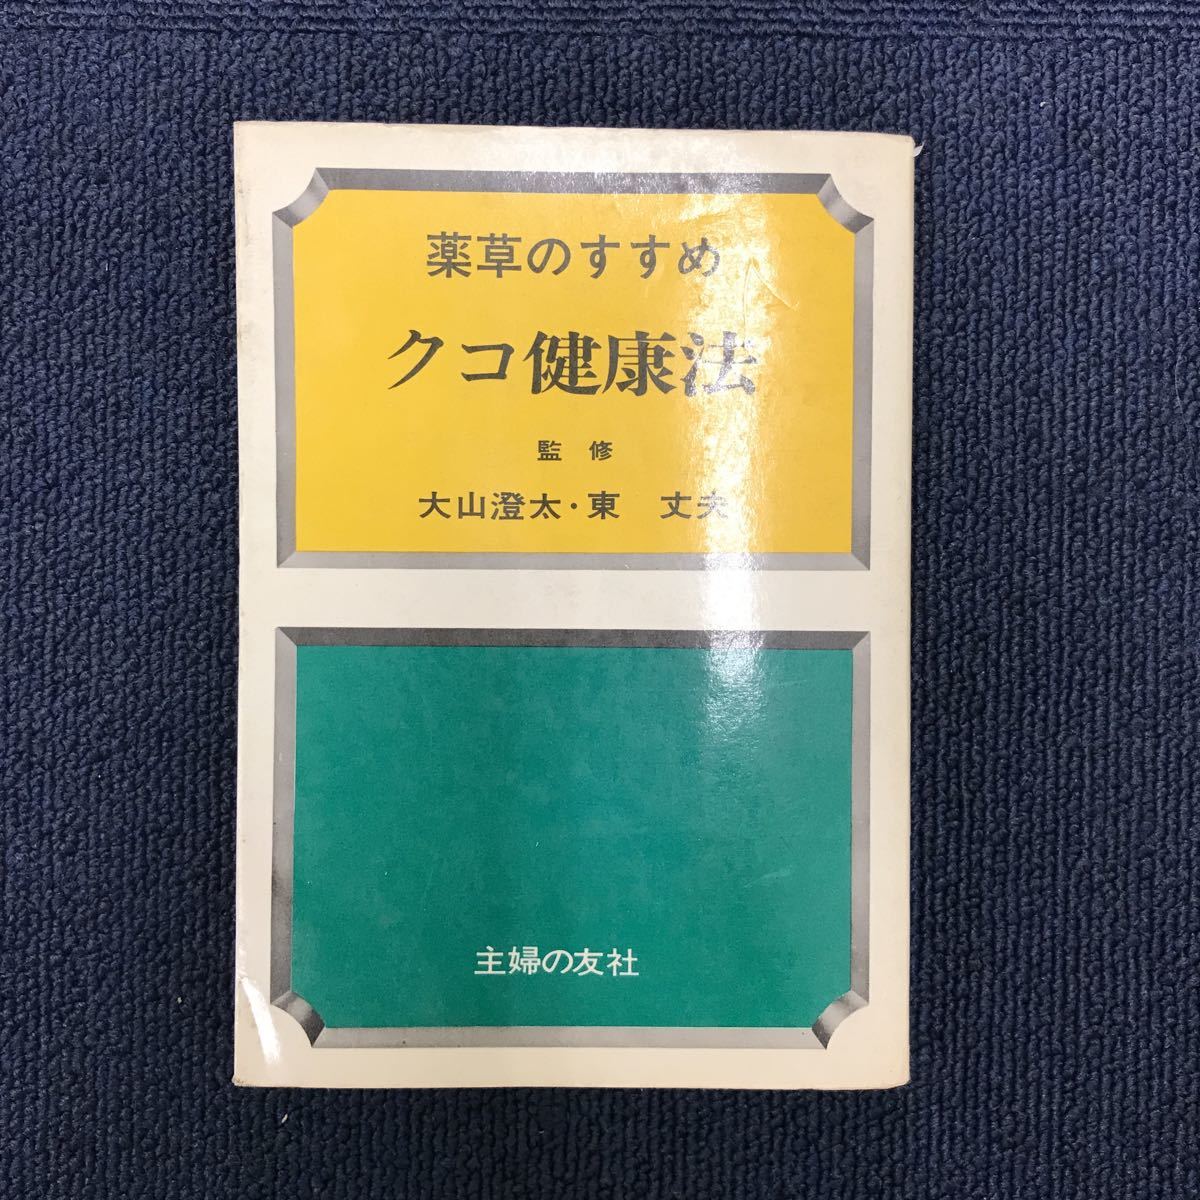 薬草のすすめ
クコ健康法
監修
大山澄太・東 丈夫
主婦の友社